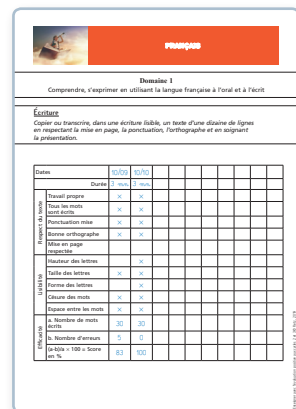 FRANÇAIS
Domaine 1
Comprendre, s'exprimer en utilisant la langue française à l'oral et à l'écrit
Écriture
Copier ou transcrire, dans une écriture lisible, un texte d'une dizaine de lignes
en respectant la mise en page, la ponctuation, l'orthographe et en soignant
la présentation.
Dates 10/09 10/10
Durée 3 min. 3 min.
Respect du texte
Travail propre x x
Tous les mots
sont écrits x x
Ponctuation mise x x
Bonne orthographe x x
Mise en page
respectée
Lisibilité
Hauteur des lettres x
Taille des lettres x x
Forme des lettres x
Césure des mots x x
Espace entre les mots x x
Efficacité
a. Nombre de mots
écrits 30 30
b. Nombre d'erreurs 5 0
(a-b)/a × 100 = Score
en % 83 100